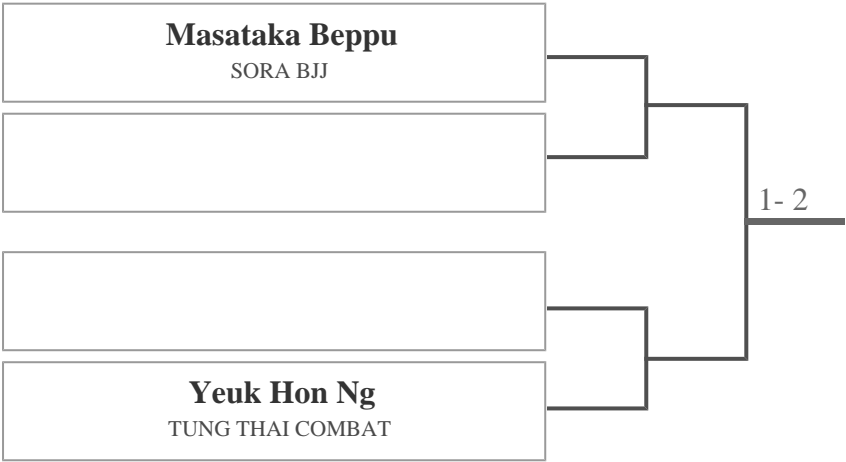 Masataka Beppu
SORA BJJ
1- 2
Yeuk Hon Ng
TUNG THAI COMBAT